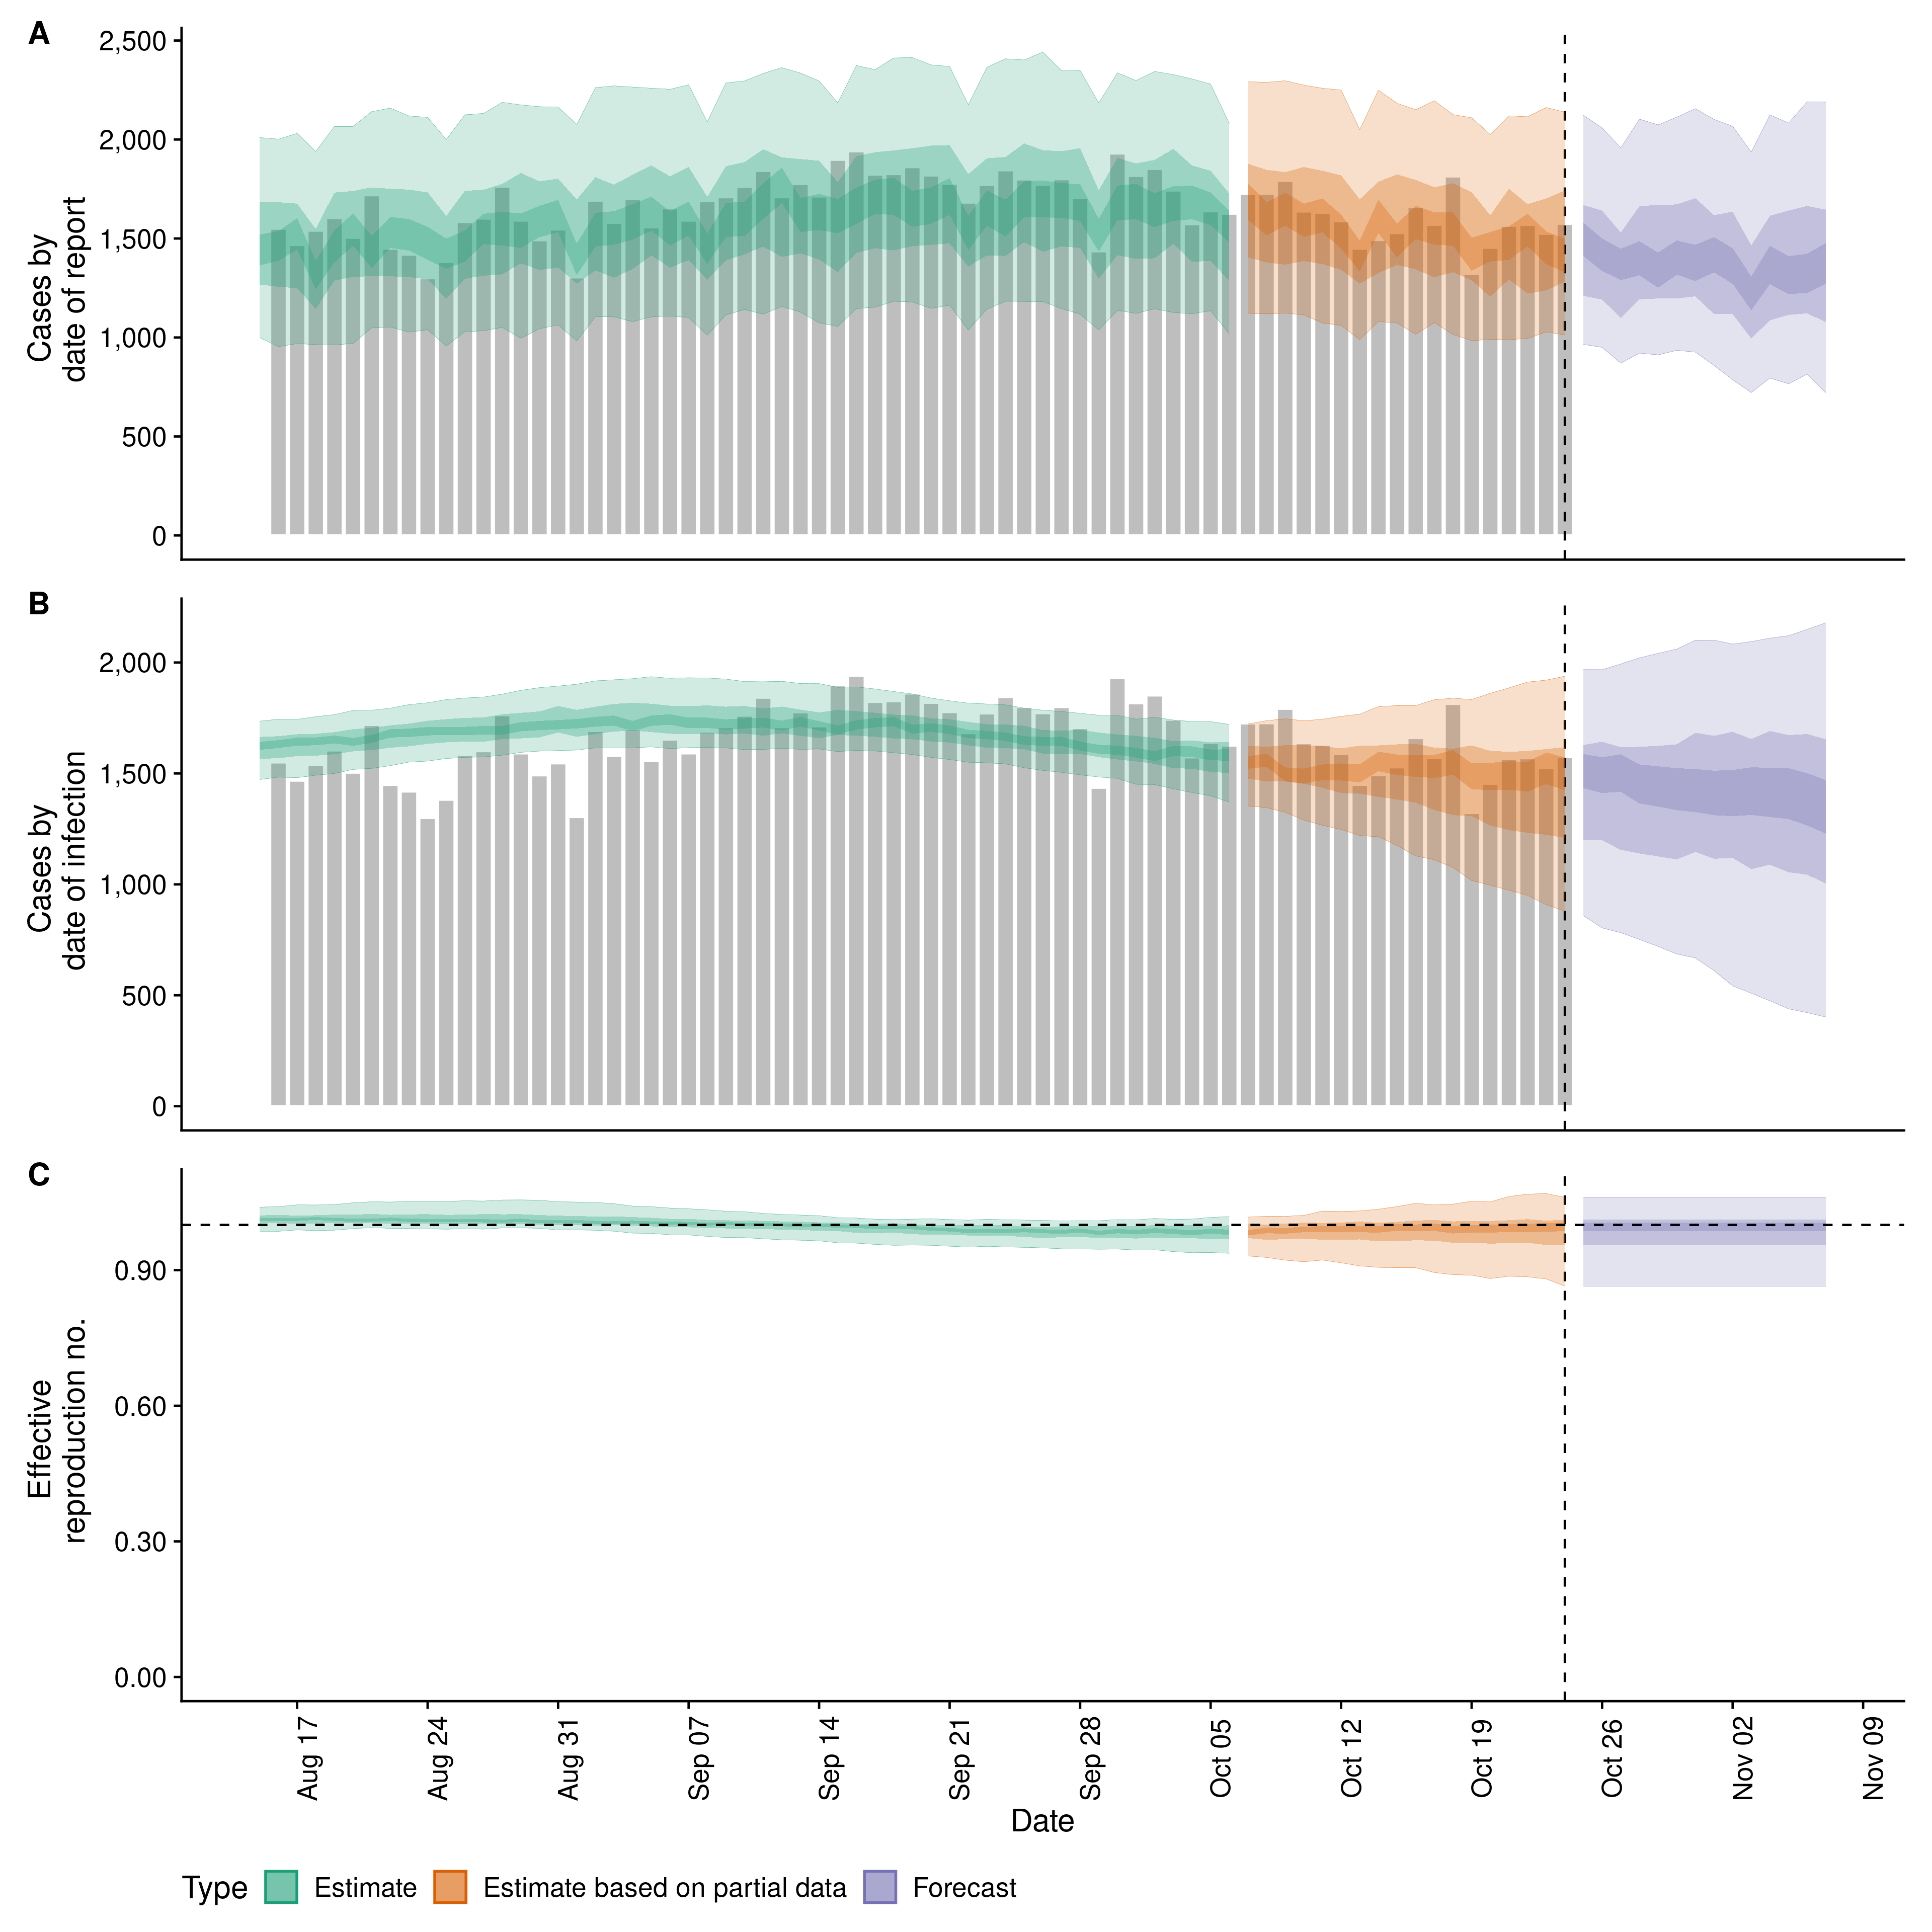 A
2,500
2,000
1,500
1,000
500
0
Cases by
date of report
B
2,000
1,500
1,000
500
0
Cases by
date of infection
C
0.90
0.60
0.30
0.00
Effective
reproduction no.
Aug 17
Aug 24
Aug 31
Sep 07
Sep 14
Sep 21
Sep 28
Oct 05
Oct 12
Oct 19
Oct 26
Nov 02
Nov 09
Date
Type Estimate Estimate based on partial data Forecast